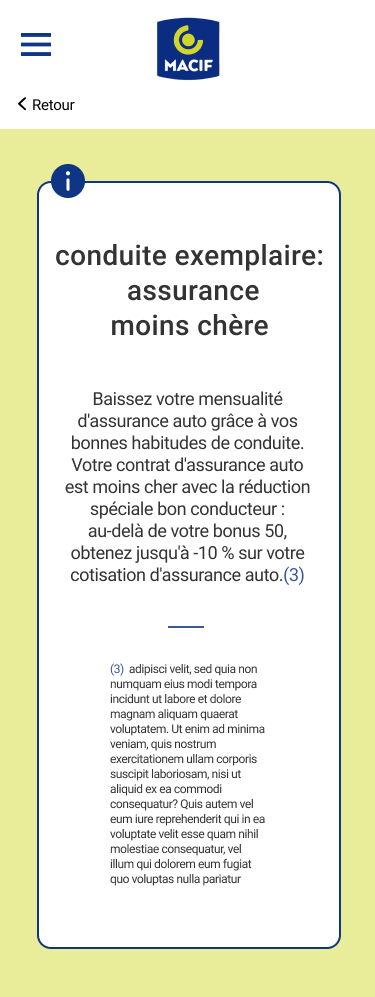 MACIF
Retour
i
conduite exemplaire:
assurance
moins chère
Baissez votre mensualité
d'assurance auto grâce à vos
bonnes habitudes de conduite.
Votre contrat d'assurance auto
est moins cher avec la réduction
spéciale bon conducteur :
au-delà de votre bonus 50,
obtenez jusqu'à -10 % sur votre
cotisation d'assurance auto.(3)
(3) adipisci velit, sed quia non
numquam eius modi tempora
incidunt ut labore et dolore
magnam aliquam quaerat
voluptatem. Ut enim ad minima
veniam, quis nostrum
exercitationem ullam corporis
suscipit laboriosam, nisi ut
aliquid ex ea commodi
consequatur? Quis autem vel
eum iure reprehenderit qui in ea
voluptate velit esse quam nihil
molestiae consequatur, vel
illum qui dolorem eum fugiat
quo voluptas nulla pariatur